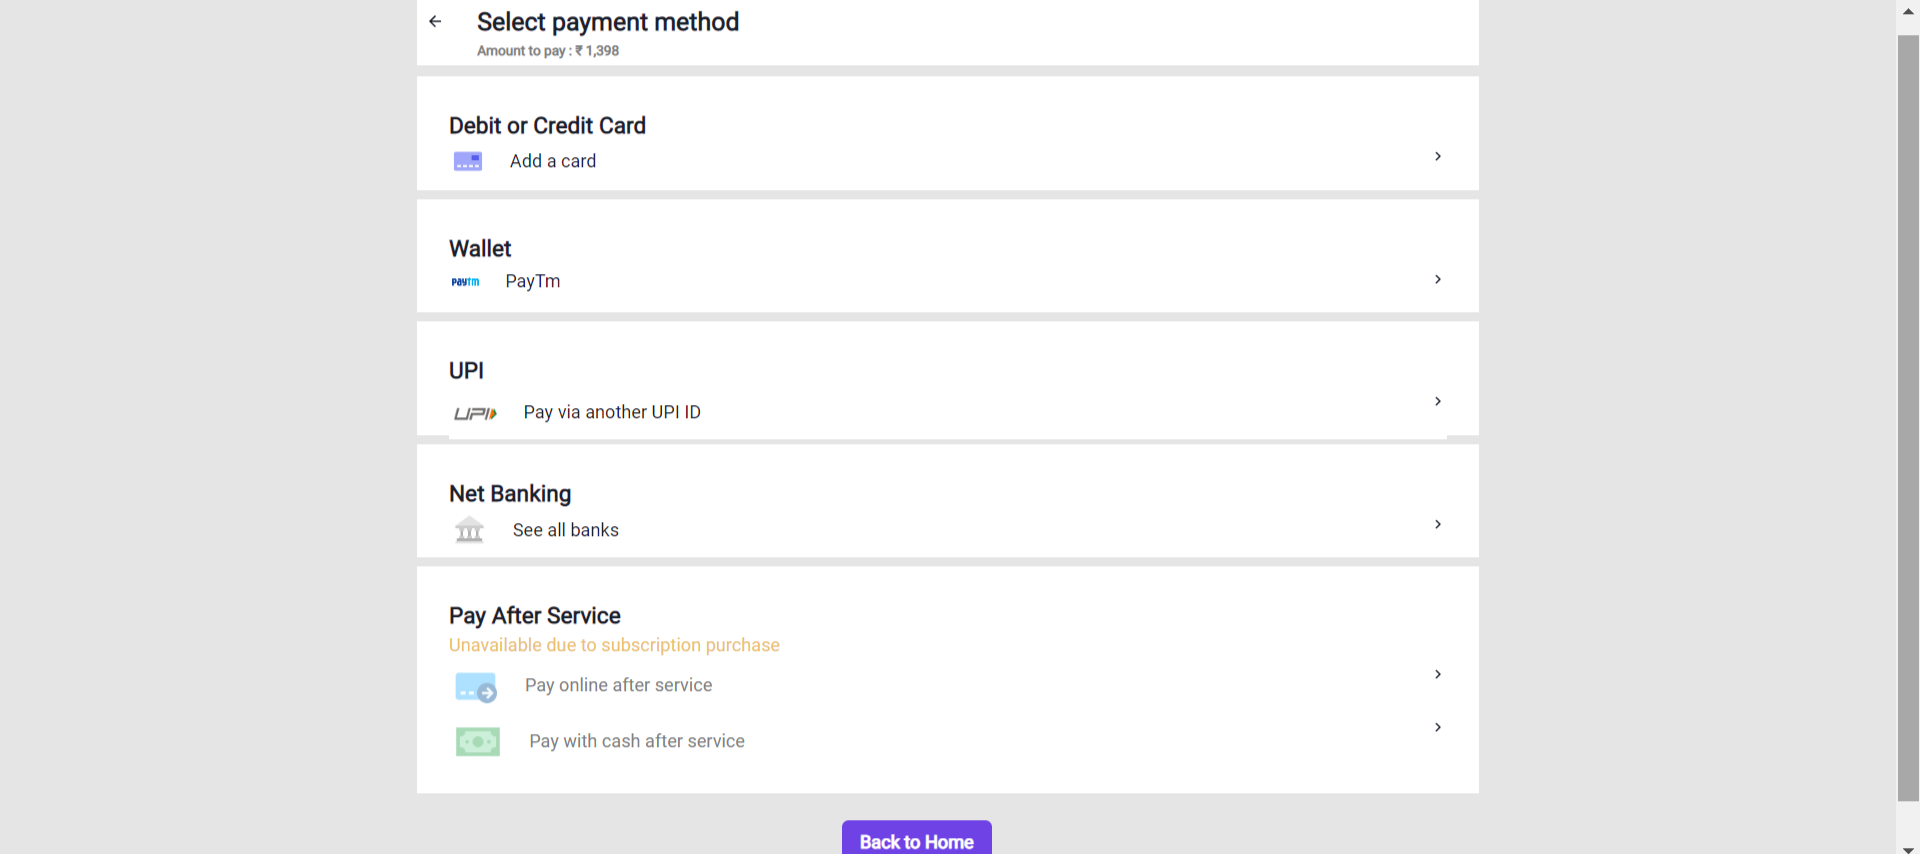 Select payment method
Amount to pay : ₹ 1,398
Debit or Credit Card
Add a card
Wallet
paytm PayTm
UPI
UPI Pay via another UPI ID
Net Banking
See all banks
Pay After Service
Unavailable due to subscription purchase
Pay online after service
Pay with cash after service
Back to Home